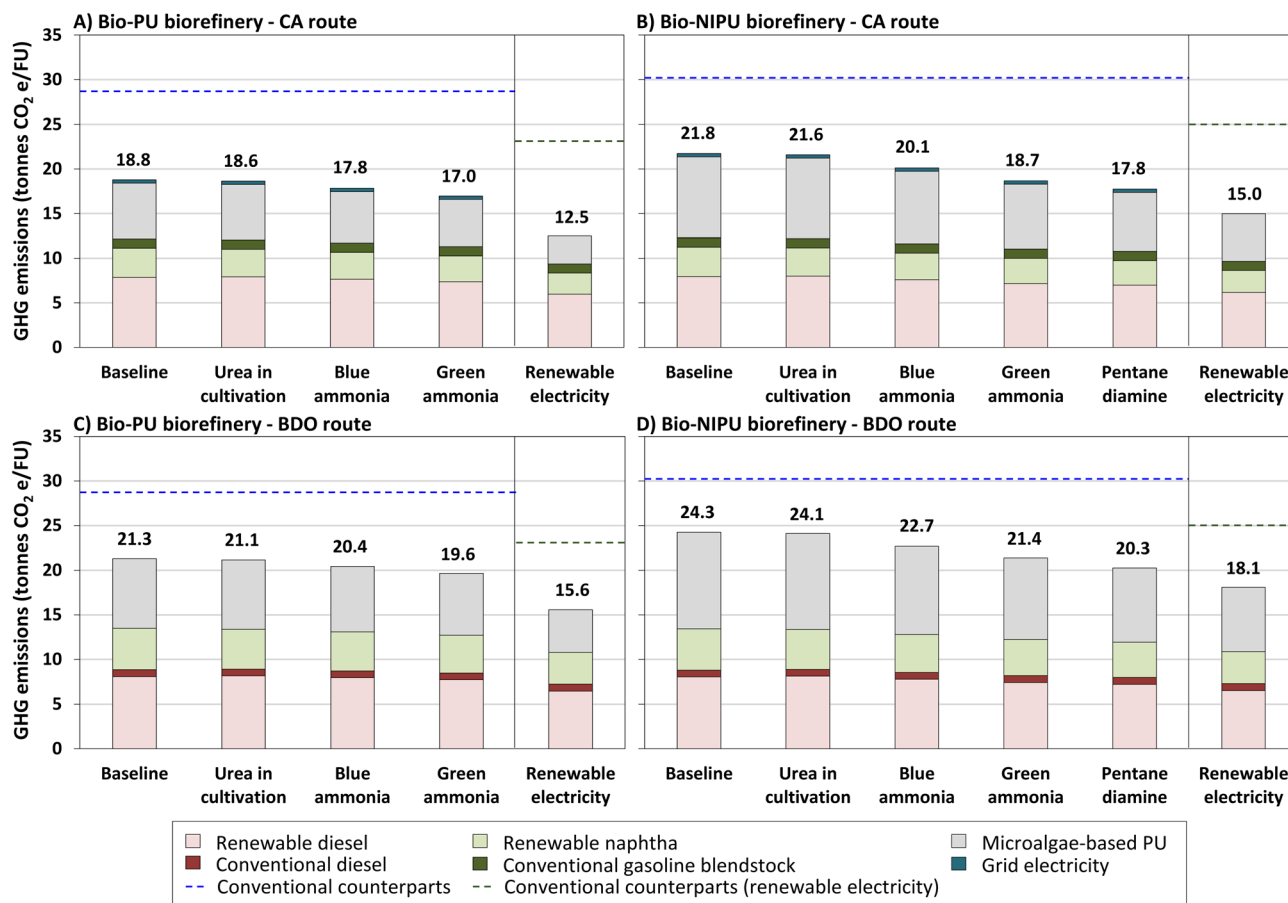 A) Bio-PU biorefinery - CA route
GHG emissions (tonnes CO₂ e/FU)
35
30
25
20
15
10
5
0
18.8
18.6
17.8
17.0
12.5
Baseline
Urea in cultivation
Blue ammonia
Green ammonia
Renewable electricity
B) Bio-NIPU biorefinery - CA route
21.8
21.6
20.1
18.7
17.8
15.0
Baseline
Urea in cultivation
Blue ammonia
Green ammonia
Pentane diamine
Renewable electricity
C) Bio-PU biorefinery - BDO route
GHG emissions (tonnes CO₂ e/FU)
35
30
25
20
15
10
5
0
21.3
21.1
20.4
19.6
15.6
Baseline
Urea in cultivation
Blue ammonia
Green ammonia
Renewable electricity
D) Bio-NIPU biorefinery - BDO route
24.3
24.1
22.7
21.4
20.3
18.1
Baseline
Urea in cultivation
Blue ammonia
Green ammonia
Pentane diamine
Renewable electricity
Renewable diesel
Renewable naphtha
Microalgae-based PU
Conventional diesel
Conventional gasoline blendstock
Grid electricity
Conventional counterparts
Conventional counterparts (renewable electricity)